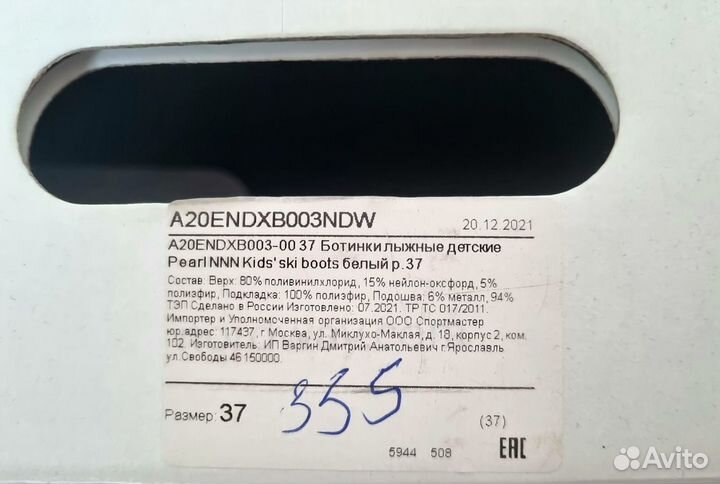 A20ENDXB003NDW 20.12.2021
A20ENDXB003-00 37 Ботинки лыжные детские
Pearl NNN Kids' ski boots белый р.37
Состав: Верх: 80% поливинилхлорид, 15% нейлон-оксфорд, 5%
полиэфир, Подкладка: 100% полиэфир, Подошва: 6% металл, 94%
ТЭП Сделано в России Изготовлено: 07.2021. ТР ТС 017/2011.
Импортер и Уполномоченная организация ООО Спортмастер
юр.адрес: 117437, г. Москва, ул. Миклухо-Маклая, д. 18, корпус 2, ком.
102. Изготовитель: ИП Варгин Дмитрий Анатольевич г.Ярославль
ул.Свободы 46 150000.
Размер: 37 355 (37)
5944 508 EAC
Avito